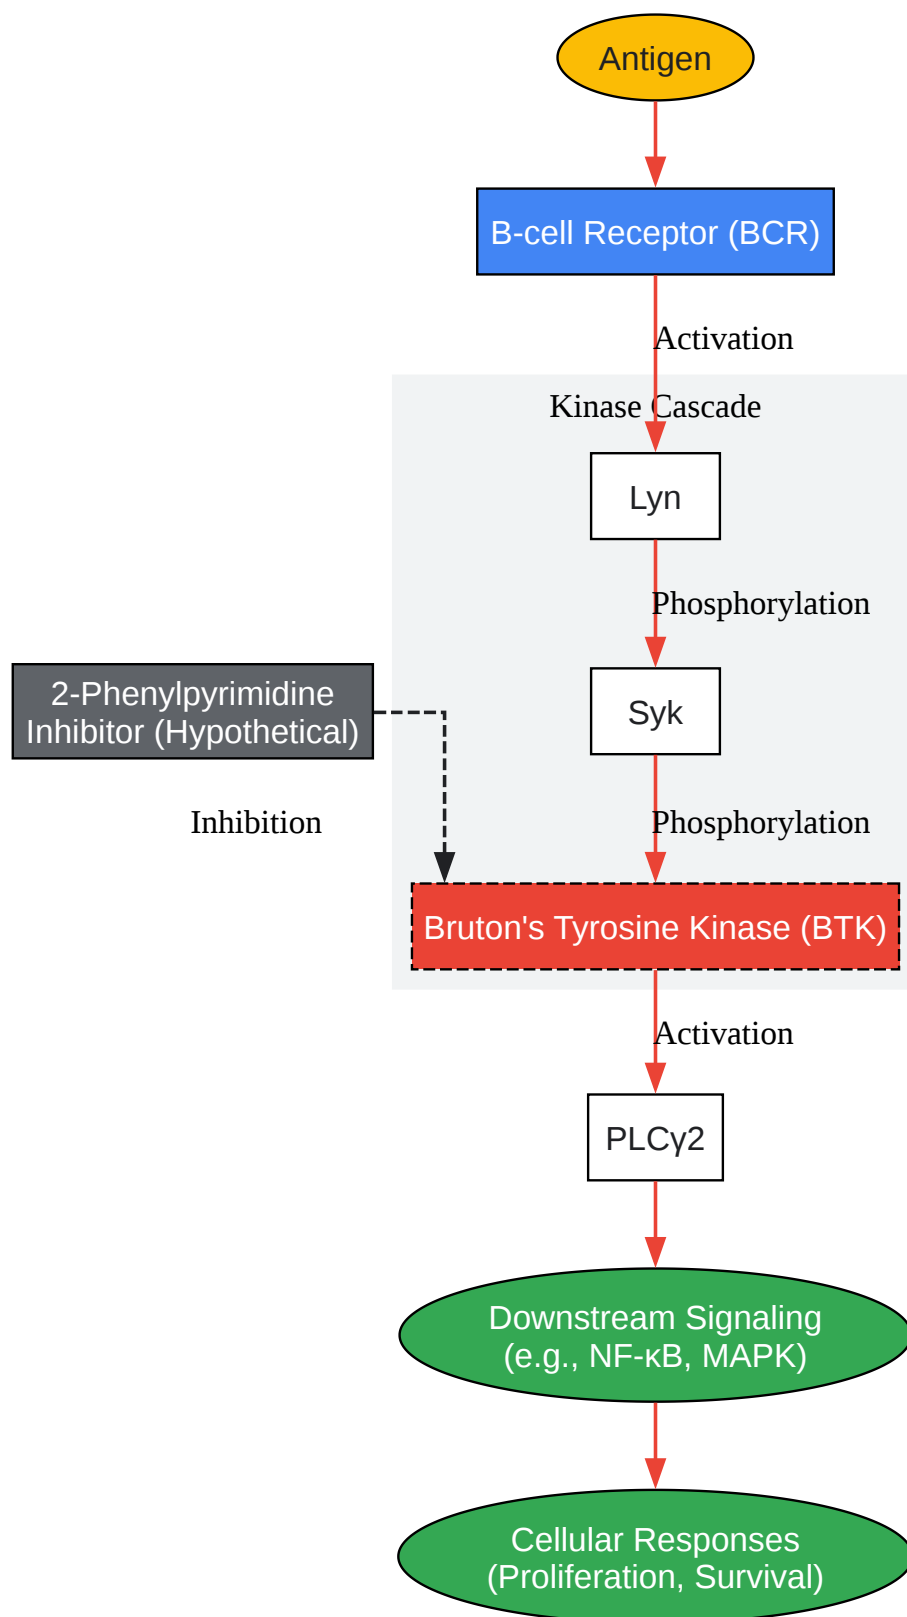 Antigen
B-cell Receptor (BCR)
Activation
Kinase Cascade
Lyn
Phosphorylation
2-Phenylpyrimidine
Inhibitor (Hypothetical)
Syk
Inhibition
Phosphorylation
Bruton's Tyrosine Kinase (BTK)
Activation
PLCγ2
Downstream Signaling
(e.g., NF-κB, MAPK)
Cellular Responses
(Proliferation, Survival)